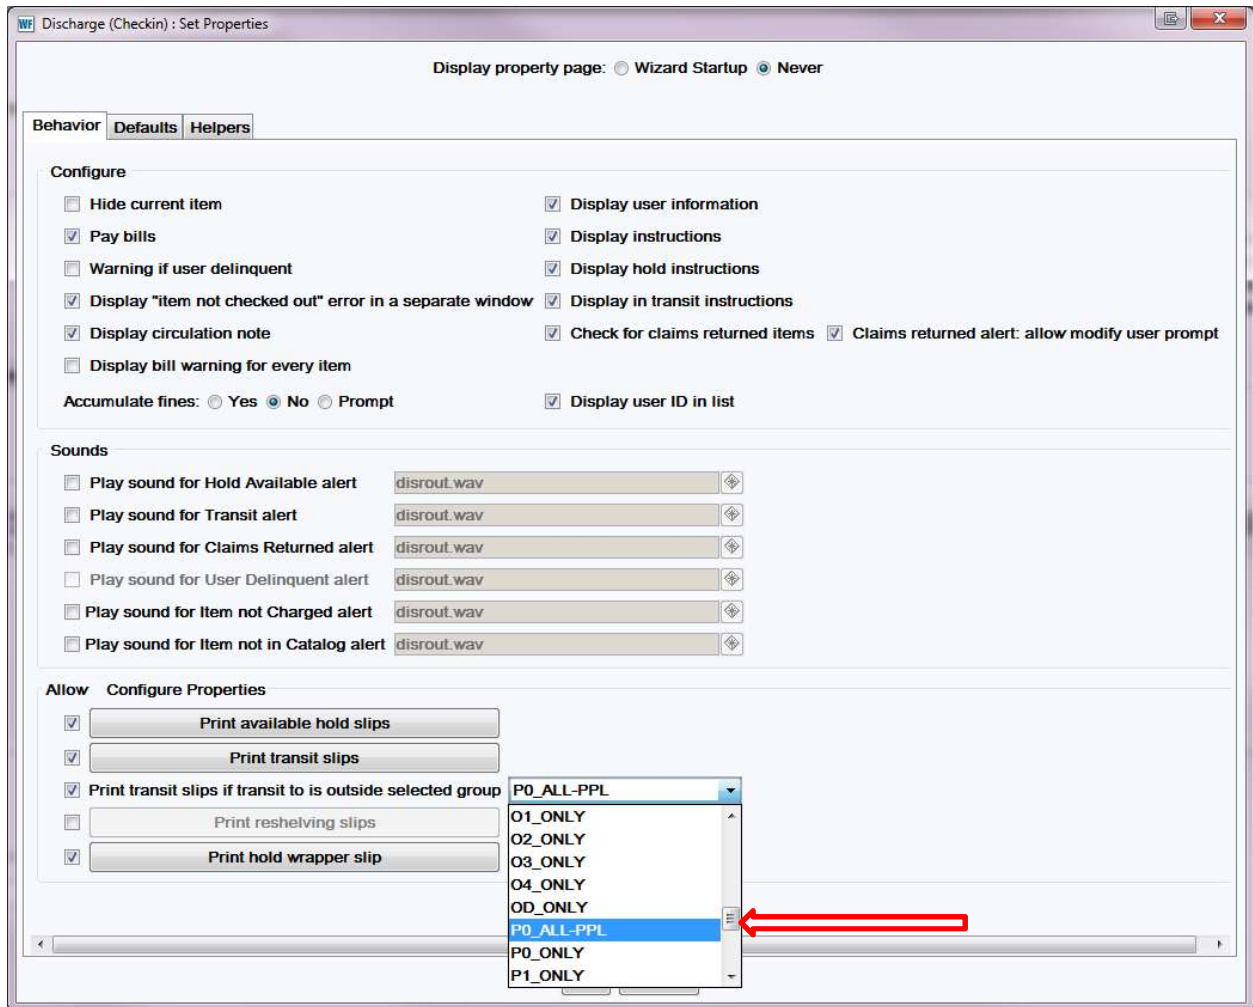 WF Discharge (Checkin) : Set Properties
Display property page: Wizard Startup Never
Behavior Defaults Helpers
Configure
Hide current item Display user information
Pay bills Display instructions
Warning if user delinquent Display hold instructions
Display "item not checked out" error in a separate window Display in transit instructions
Display circulation note Check for claims returned items Claims returned alert: allow modify user prompt
Display bill warning for every item
Accumulate fines: Yes No Prompt Display user ID in list
Sounds
Play sound for Hold Available alert disrout.wav
Play sound for Transit alert disrout.wav
Play sound for Claims Returned alert disrout.wav
Play sound for User Delinquent alert disrout.wav
Play sound for Item not Charged alert disrout.wav
Play sound for Item not in Catalog alert disrout.wav
Allow Configure Properties
Print available hold slips
Print transit slips
Print transit slips if transit to is outside selected group P0_ALL-PPL
Print reshelving slips
Print hold wrapper slip
O1_ONLY
O2_ONLY
O3_ONLY
O4_ONLY
OD_ONLY
P0_ALL-PPL
P0_ONLY
P1_ONLY